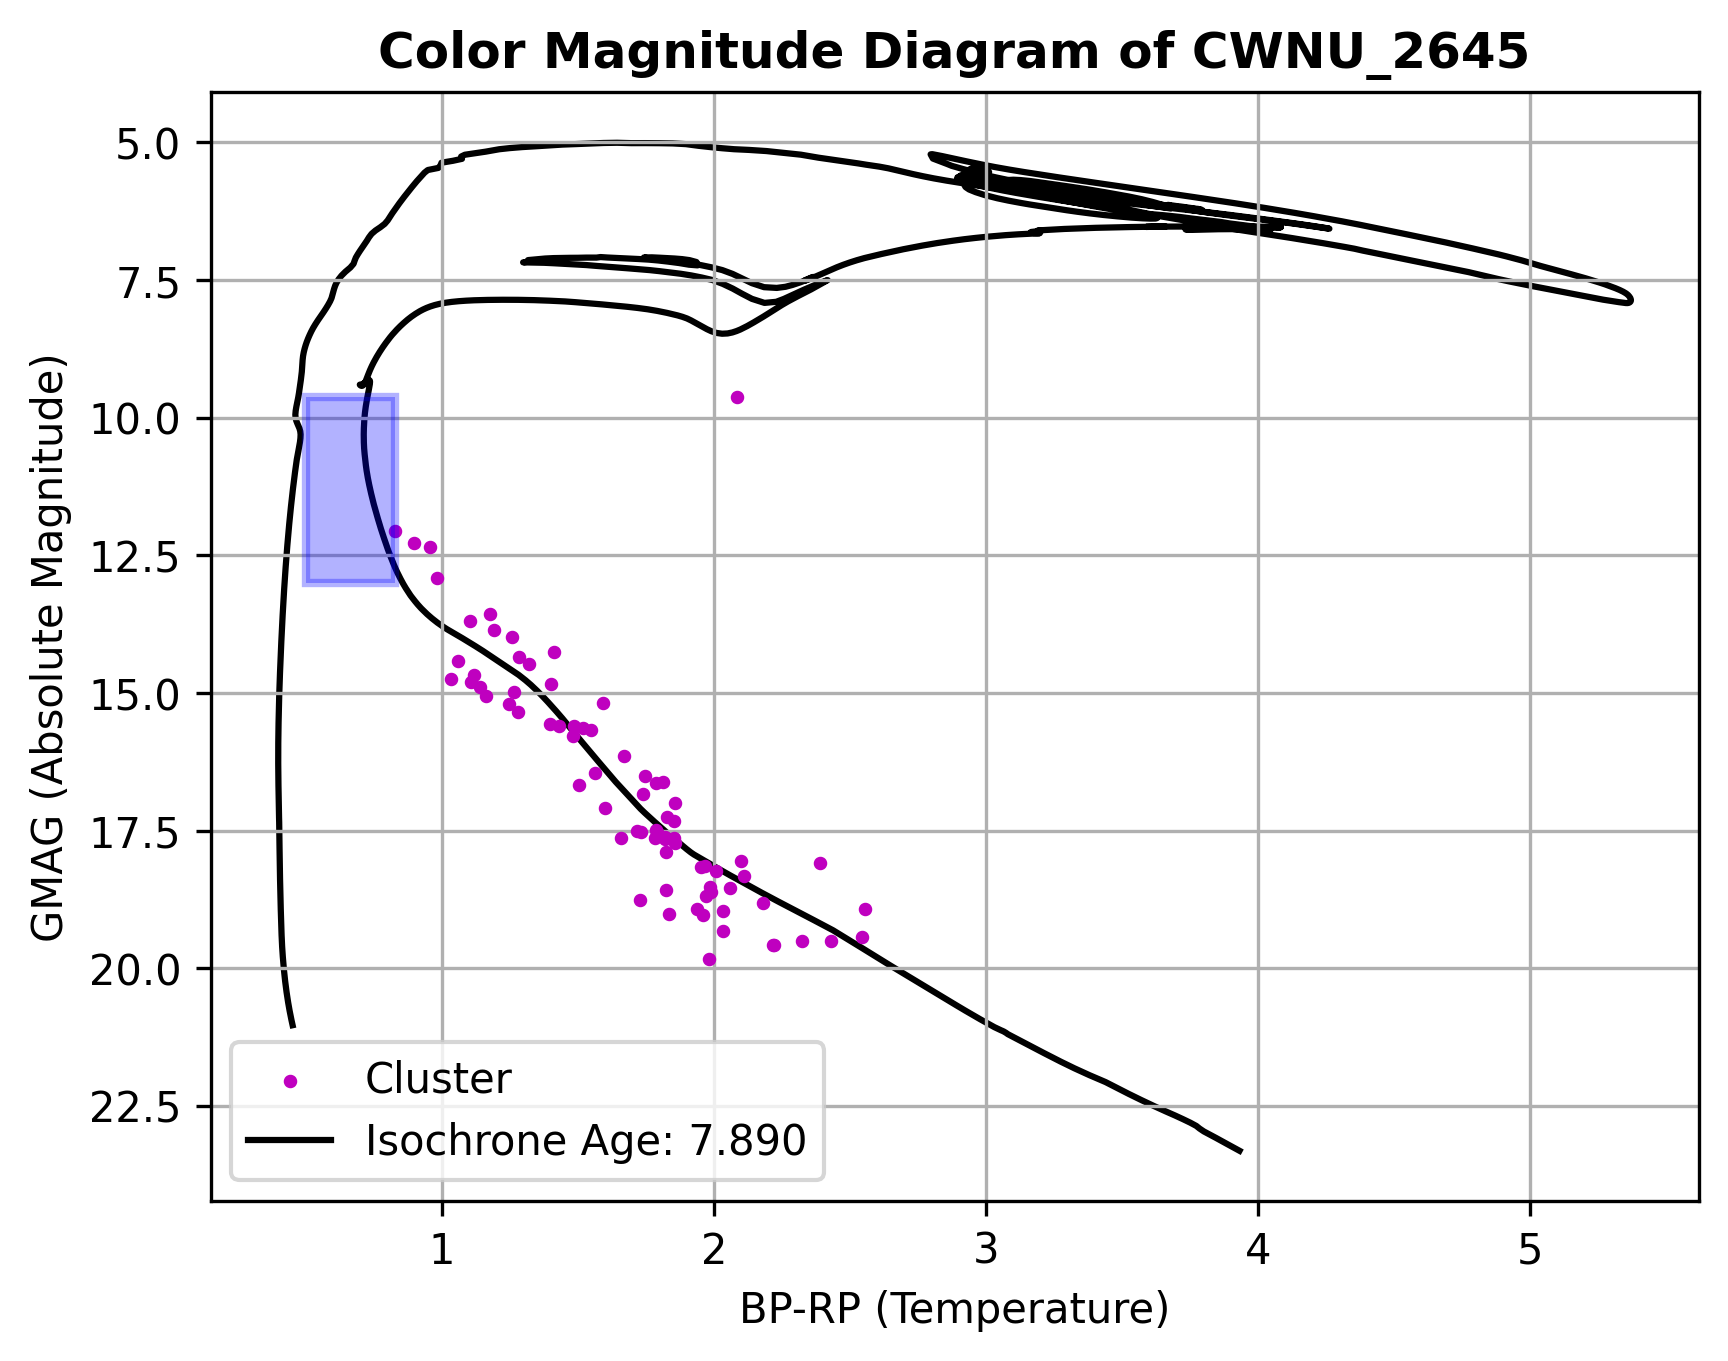 Color Magnitude Diagram of CWNU_2645
GMAG (Absolute Magnitude)
5.0
7.5
10.0
12.5
15.0
17.5
20.0
22.5
Cluster
Isochrone Age: 7.890
1 2 3 4 5
BP-RP (Temperature)